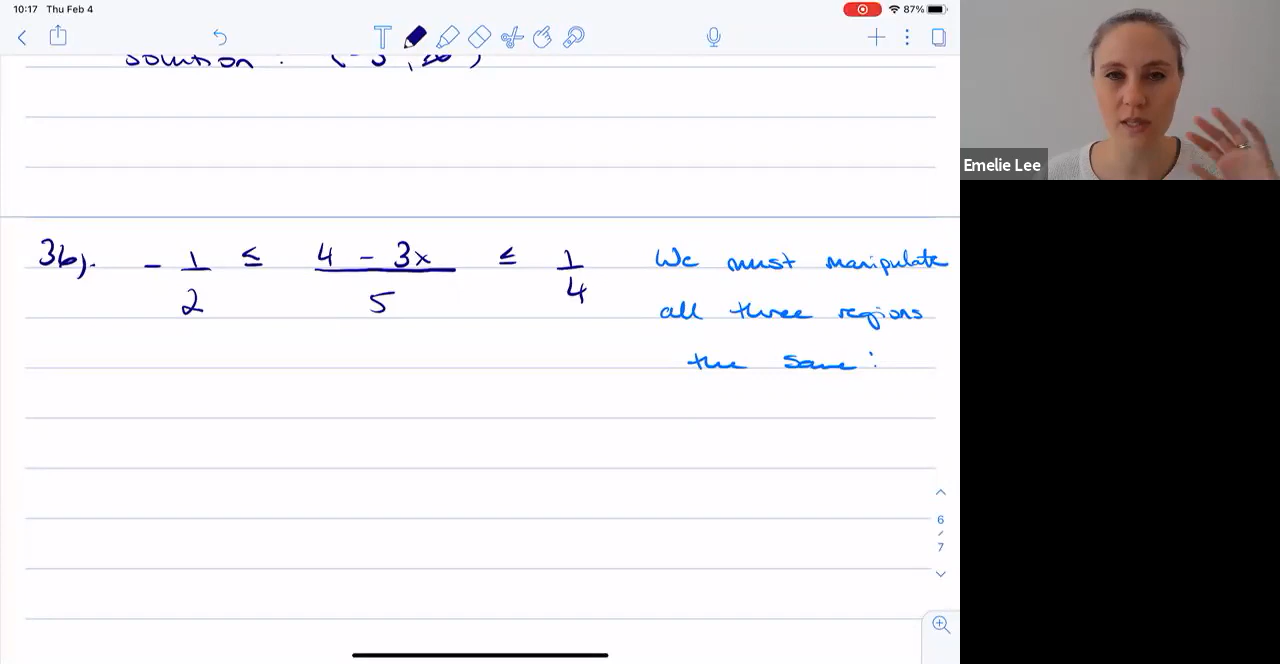 10:17 Thu Feb 4
87%
T
solution :
3b).  - 1/2 ≤ (4 - 3x)/5 ≤ 1/4
We must manipulate
all three regions
the same :
Emelie Lee
6
/
7